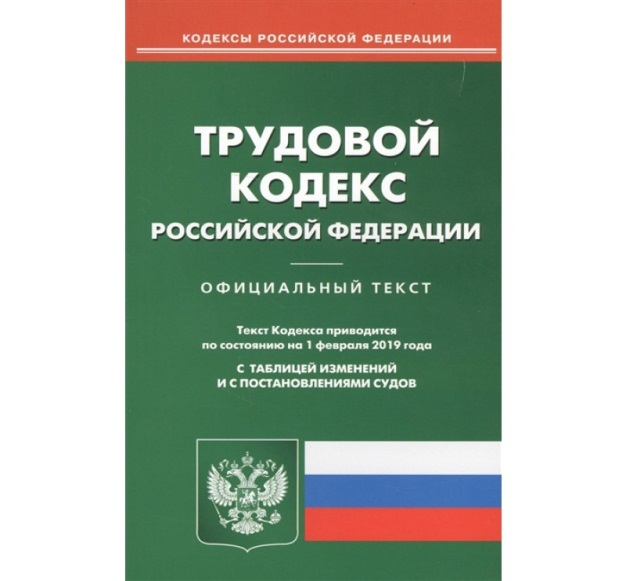 КОДЕКСЫ РОССИЙСКОЙ ФЕДЕРАЦИИ
ТРУДОВОЙ
КОДЕКС
РОССИЙСКОЙ ФЕДЕРАЦИИ
ОФИЦИАЛЬНЫЙ ТЕКСТ
Текст Кодекса приводится
по состоянию на 1 февраля 2019 года
С ТАБЛИЦЕЙ ИЗМЕНЕНИЙ
И С ПОСТАНОВЛЕНИЯМИ СУДОВ